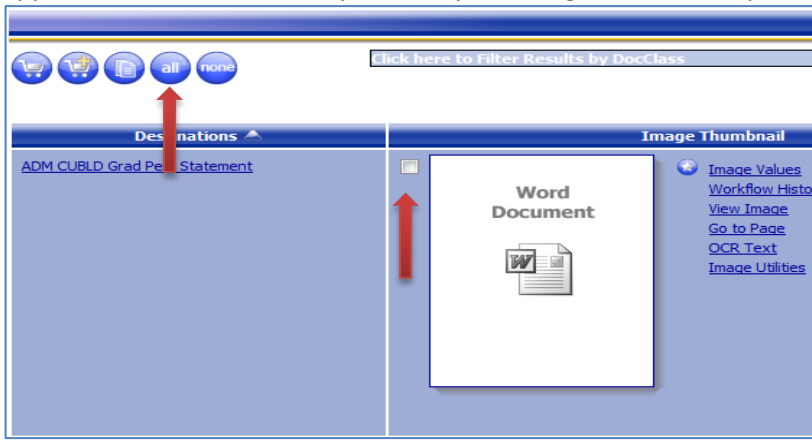 all
none
Click here to Filter Results by DocClass
Destinations
Image Thumbnail
ADM CUBLD Grad Statement
Word
Document
W
Image Values
Workflow Histo
View Image
Go to Page
OCR Text
Image Utilities